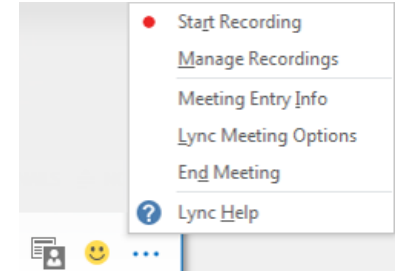 Start Recording
Manage Recordings
Meeting Entry Info
Lync Meeting Options
End Meeting
? Lync Help